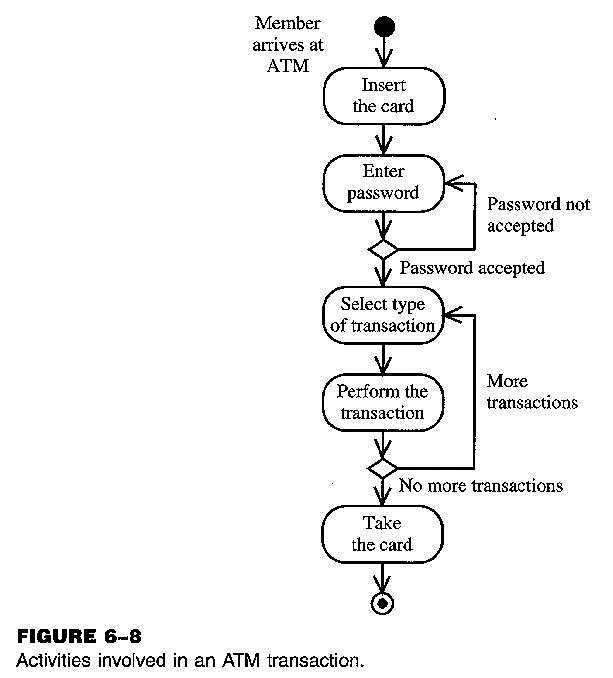 Member
arrives at
ATM
Insert
the card
Enter
password
Password not
accepted
Password accepted
Select type
of transaction
More
transactions
Perform the
transaction
No more transactions
Take
the card
FIGURE 6–8
Activities involved in an ATM transaction.